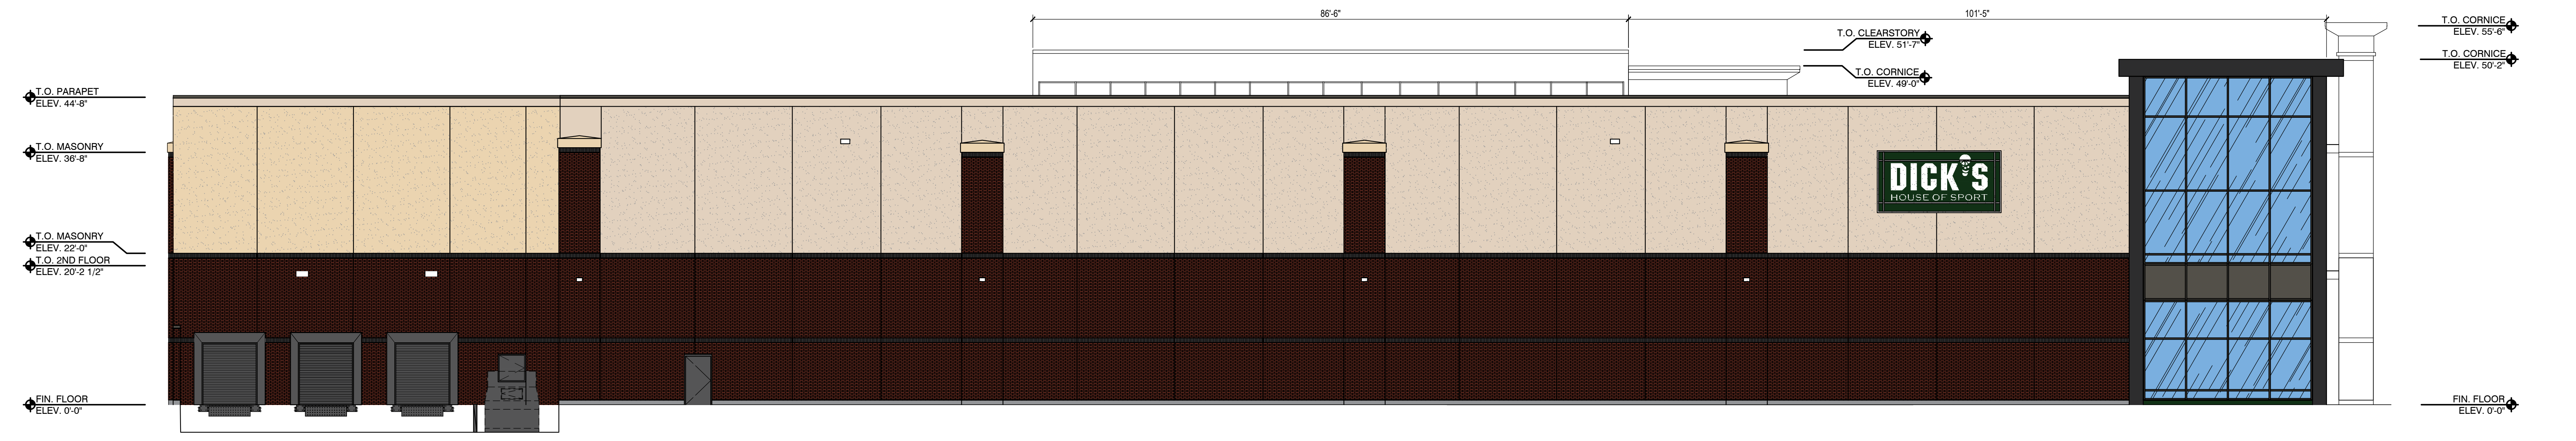 86'-6"
101'-5"
T.O. CORNICE
ELEV. 55'-6"
T.O. CLEARSTORY
ELEV. 51'-7"
T.O. CORNICE
ELEV. 50'-2"
T.O. CORNICE
ELEV. 49'-0"
T.O. PARAPET
ELEV. 44'-8"
T.O. MASONRY
ELEV. 36'-8"
DICK'S
HOUSE OF SPORT
T.O. MASONRY
ELEV. 22'-0"
T.O. 2ND FLOOR
ELEV. 20'-2 1/2"
FIN. FLOOR
ELEV. 0'-0"
FIN. FLOOR
ELEV. 0'-0"